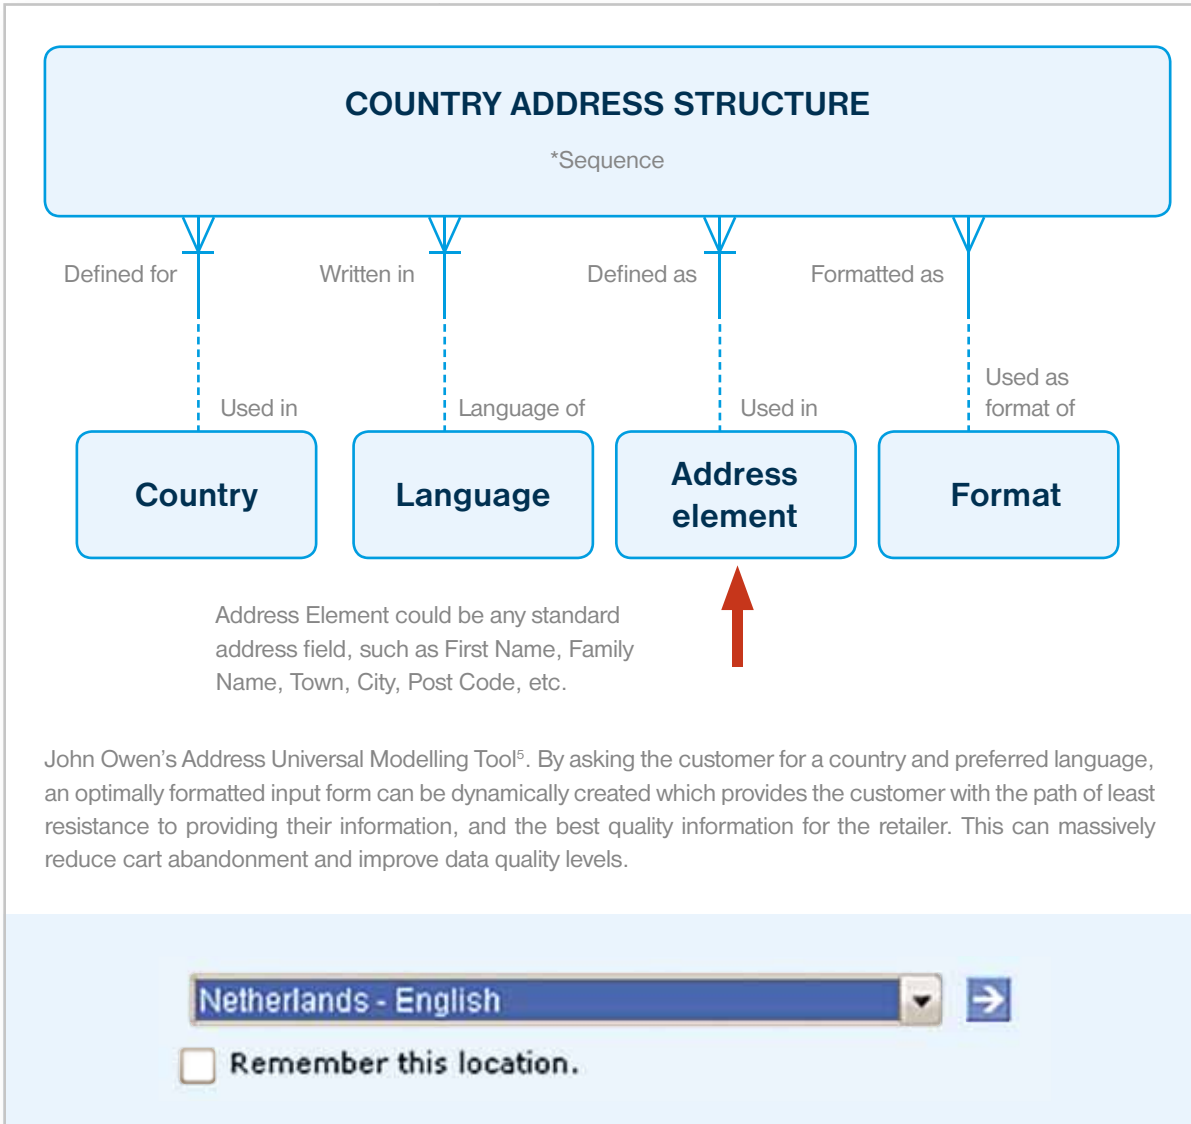 COUNTRY ADDRESS STRUCTURE
*Sequence
Defined for
Written in
Defined as
Formatted as
Used in
Language of
Used in
Used as
format of
Country
Language
Address
element
Format
Address Element could be any standard
address field, such as First Name, Family
Name, Town, City, Post Code, etc.
John Owen’s Address Universal Modelling Tool⁵. By asking the customer for a country and preferred language,
an optimally formatted input form can be dynamically created which provides the customer with the path of least
resistance to providing their information, and the best quality information for the retailer. This can massively
reduce cart abandonment and improve data quality levels.
Netherlands - English
Remember this location.